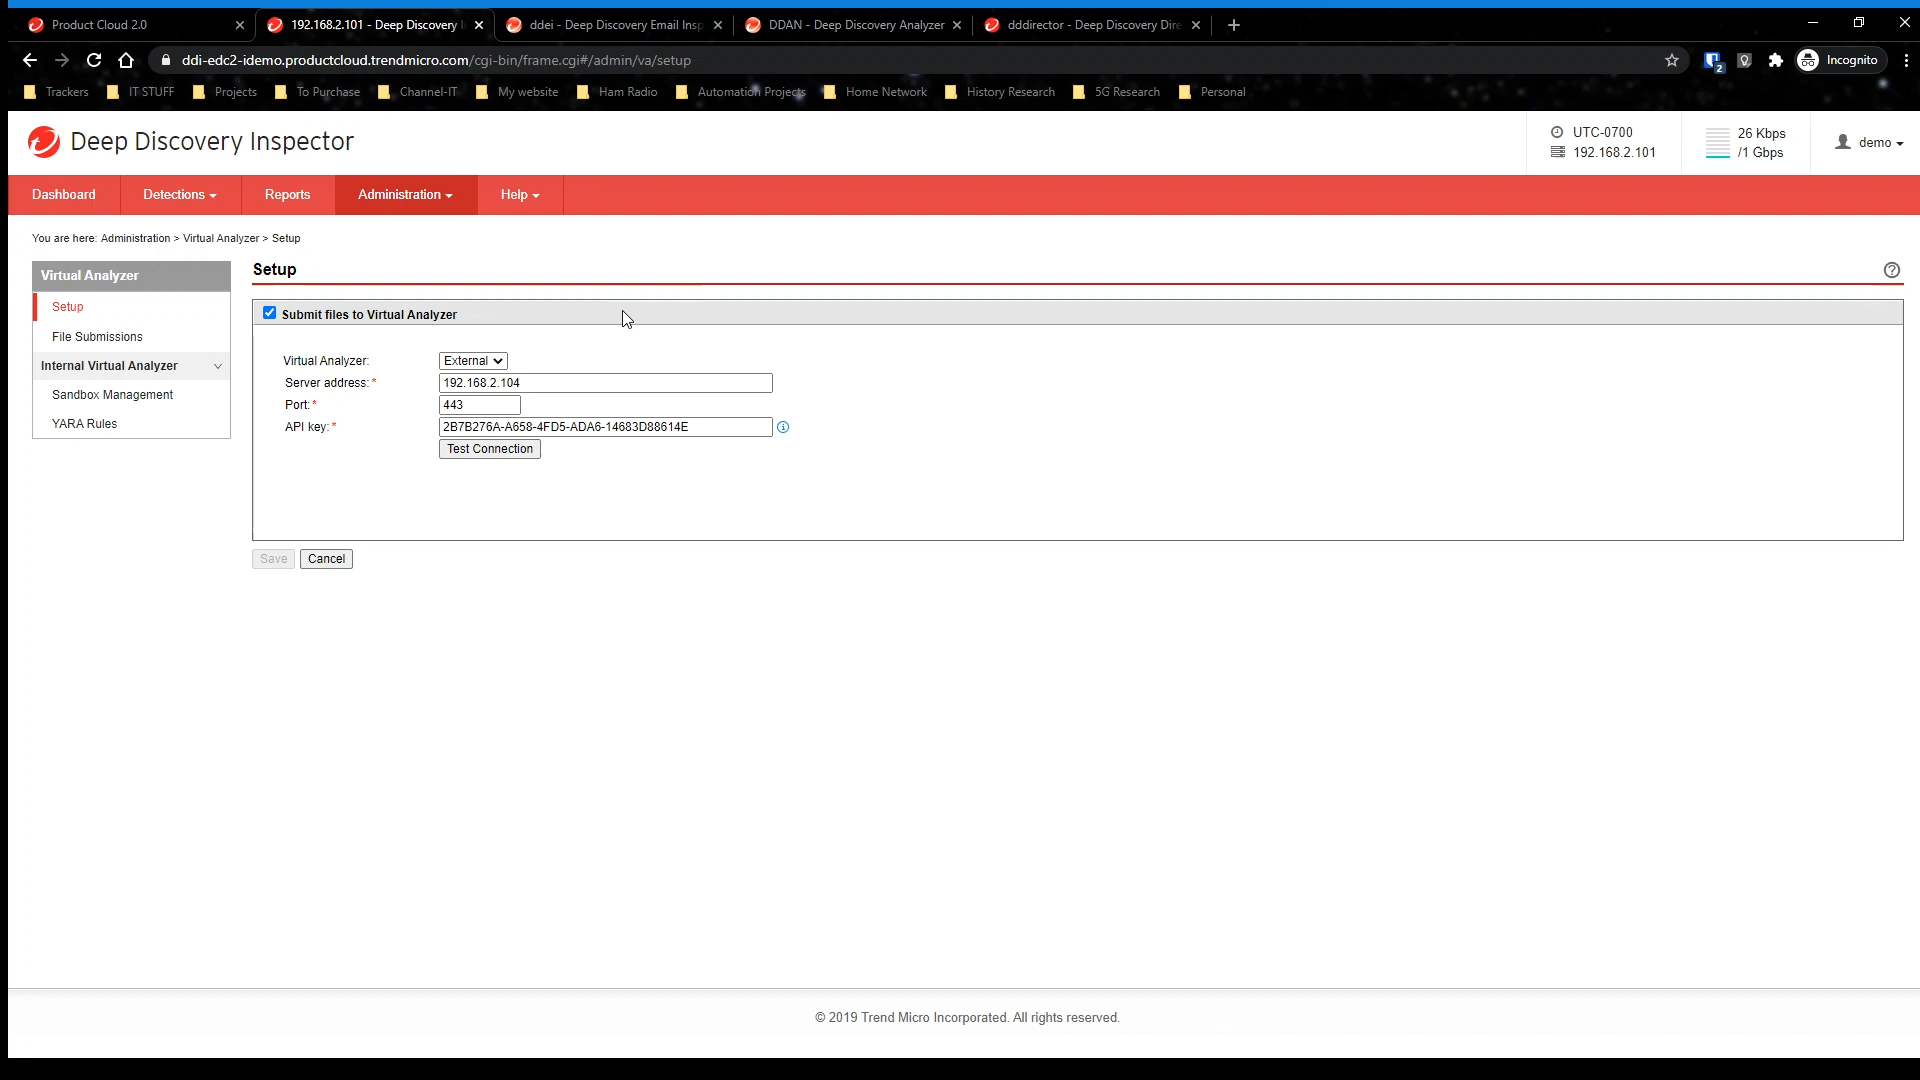 Product Cloud 2.0
192.168.2.101 - Deep Discovery I
ddei - Deep Discovery Email Insp
DDAN - Deep Discovery Analyzer
dddirector - Deep Discovery Dire
ddi-edc2-idemo.productcloud.trendmicro.com/cgi-bin/frame.cgi#/admin/va/setup
2
Incognito
Trackers
IT STUFF
Projects
To Purchase
Channel-IT
My website
Ham Radio
Automation Projects
Home Network
History Research
5G Research
Personal
Deep Discovery Inspector
UTC-0700
192.168.2.101
26 Kbps
/1 Gbps
demo
Dashboard
Detections
Reports
Administration
Help
You are here: Administration > Virtual Analyzer > Setup
Virtual Analyzer
Setup
File Submissions
Internal Virtual Analyzer
Sandbox Management
YARA Rules
Setup
Submit files to Virtual Analyzer
Virtual Analyzer: External
Server address: * 192.168.2.104
Port: * 443
API key: * 2B7B276A-A658-4FD5-ADA6-14683D88614E
Test Connection
Save Cancel
© 2019 Trend Micro Incorporated. All rights reserved.